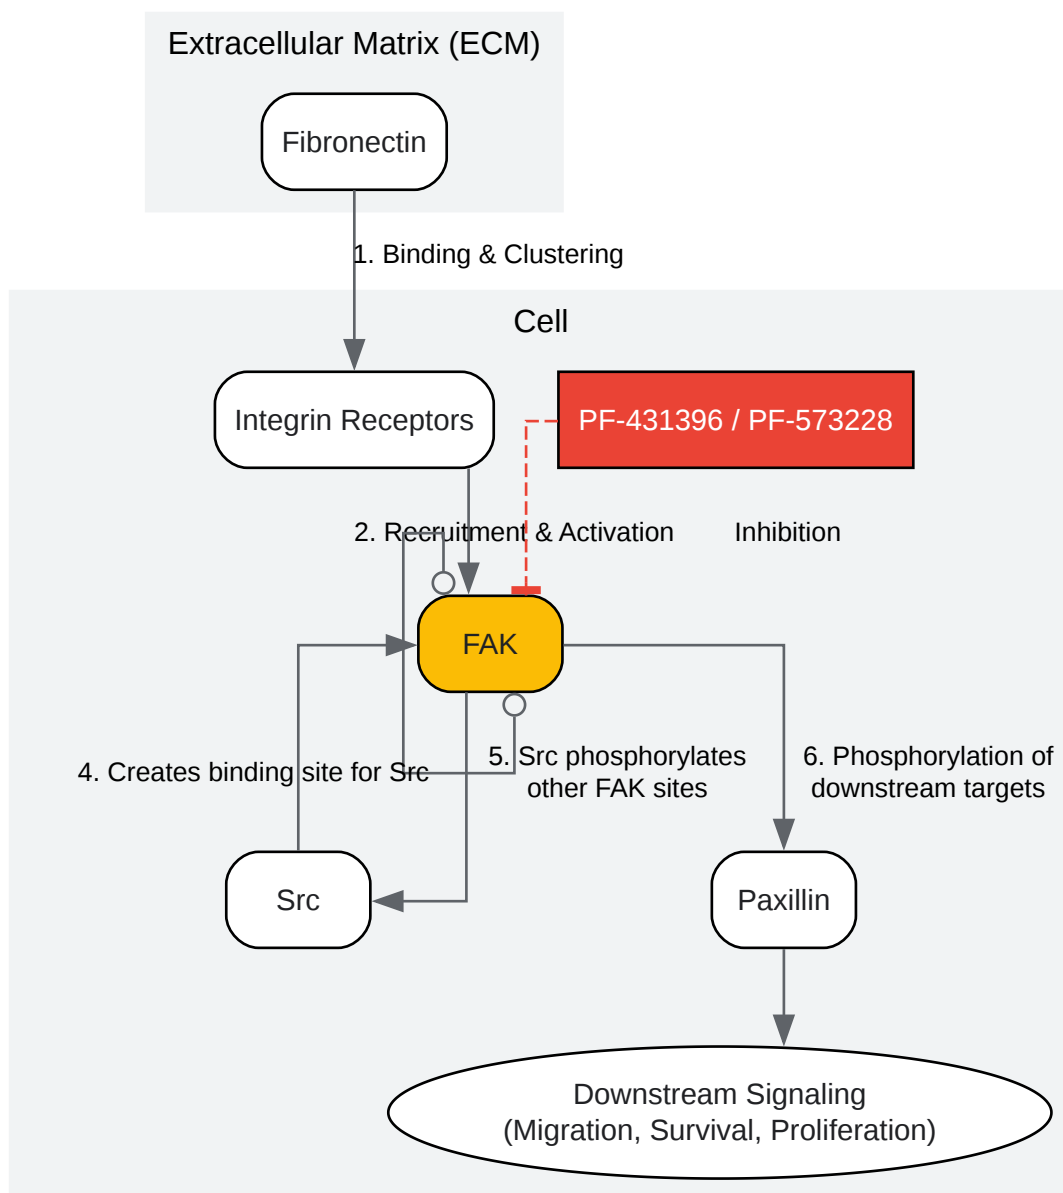 Extracellular Matrix (ECM)
Fibronectin
1. Binding & Clustering
Cell
Integrin Receptors
PF-431396 / PF-573228
2. Recruitment & Activation
Inhibition
FAK
4. Creates binding site for Src
5. Src phosphorylates
other FAK sites
6. Phosphorylation of
downstream targets
Src
Paxillin
Downstream Signaling
(Migration, Survival, Proliferation)